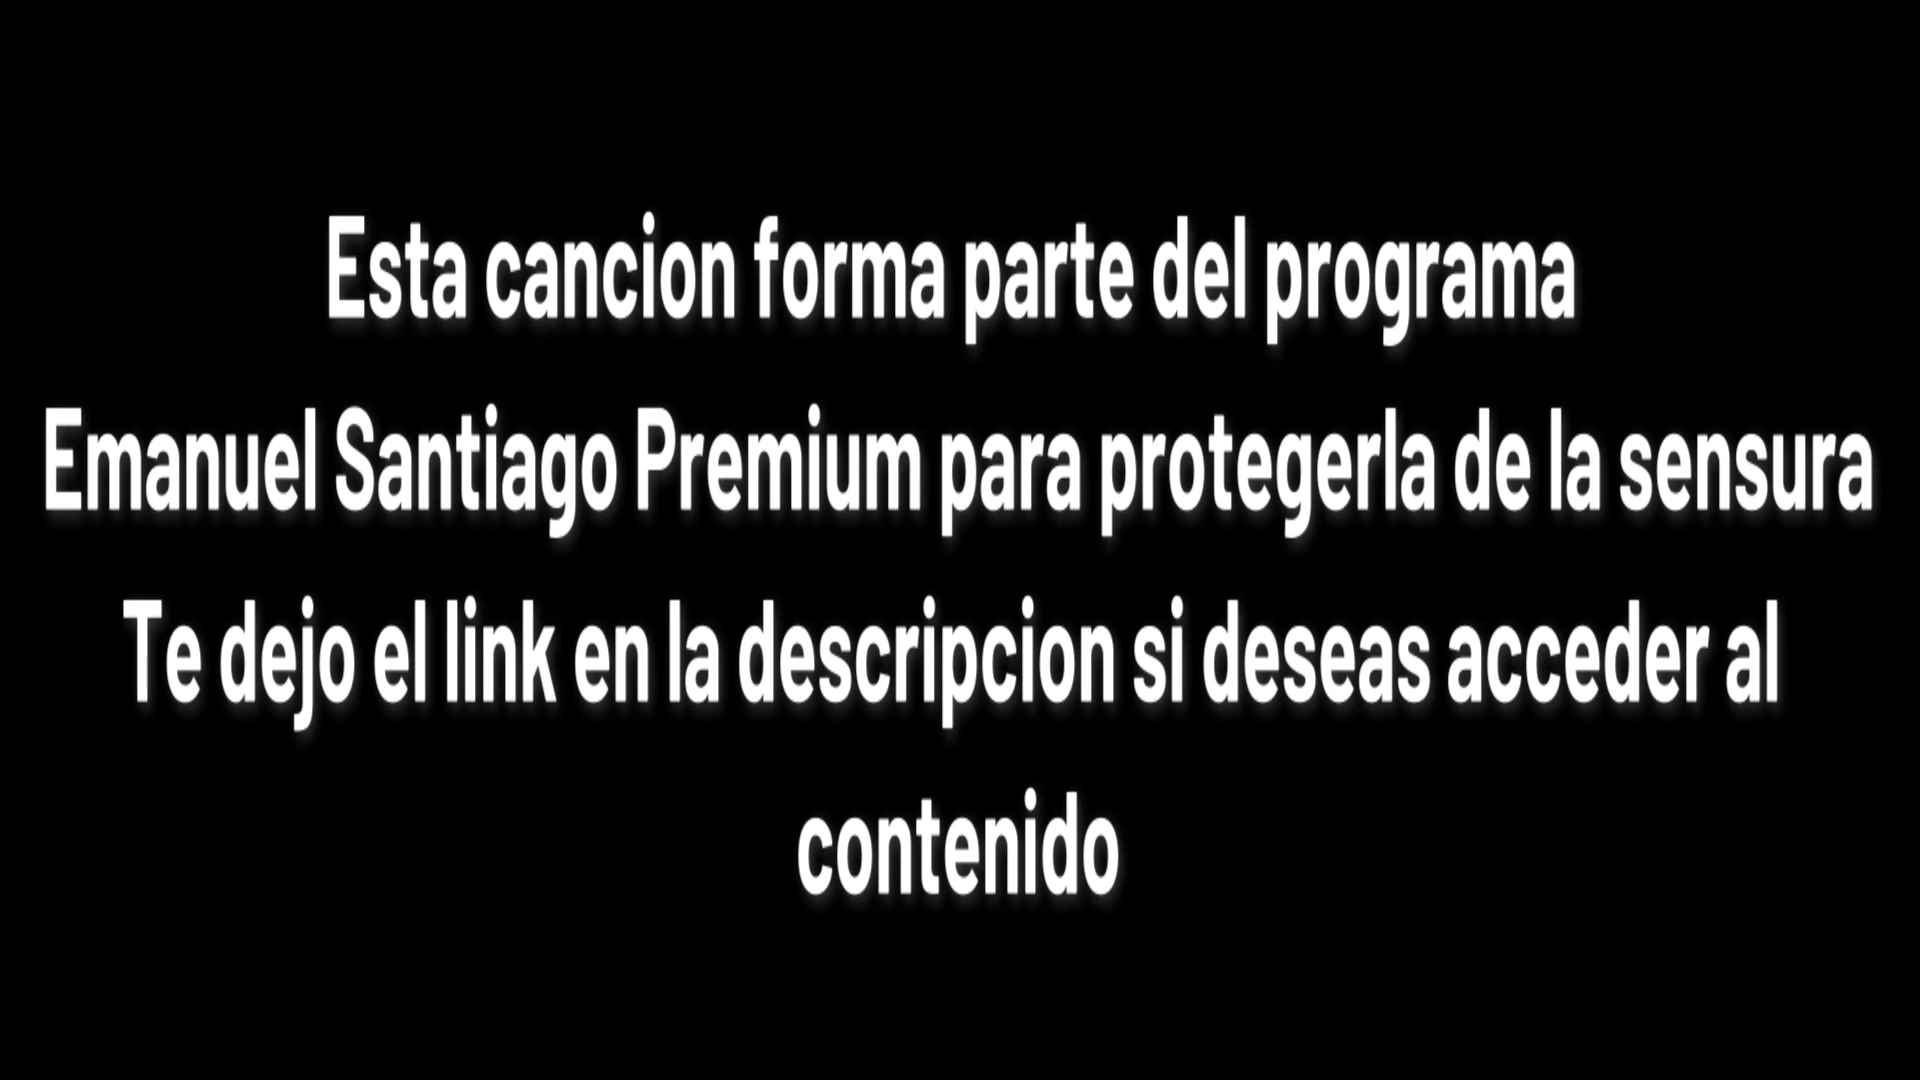 Esta cancion forma parte del programa
Emanuel Santiago Premium para protegerla de la sensura
Te dejo el link en la descripcion si deseas acceder al
contenido